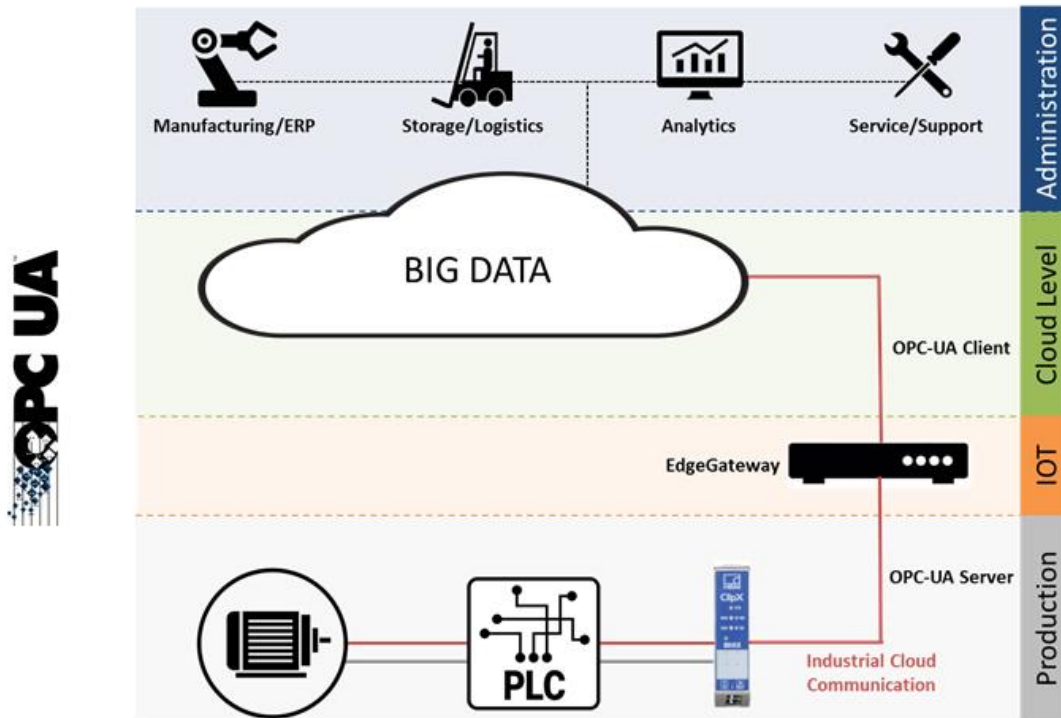 OPC UA
Manufacturing/ERP
Storage/Logistics
Analytics
Service/Support
Administration
BIG DATA
OPC-UA Client
Cloud Level
EdgeGateway
IOT
OPC-UA Server
ClipX
PLC
Industrial Cloud
Communication
Production